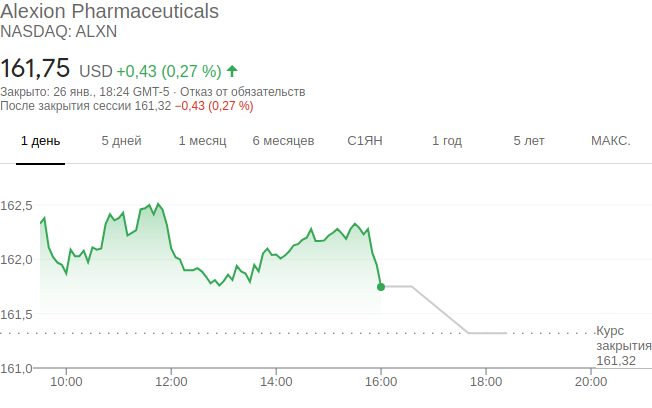 Alexion Pharmaceuticals
NASDAQ: ALXN
161,75 USD +0,43 (0,27 %)
Закрыто: 26 янв., 18:24 GMT-5 · Отказ от обязательств
После закрытия сессии 161,32 −0,43 (0,27 %)
1 день 5 дней 1 месяц 6 месяцев С1ЯН 1 год 5 лет МАКС.
162,5
162,0
161,5
Курс
закрытия
161,32
161,0
10:00 12:00 14:00 16:00 18:00 20:00